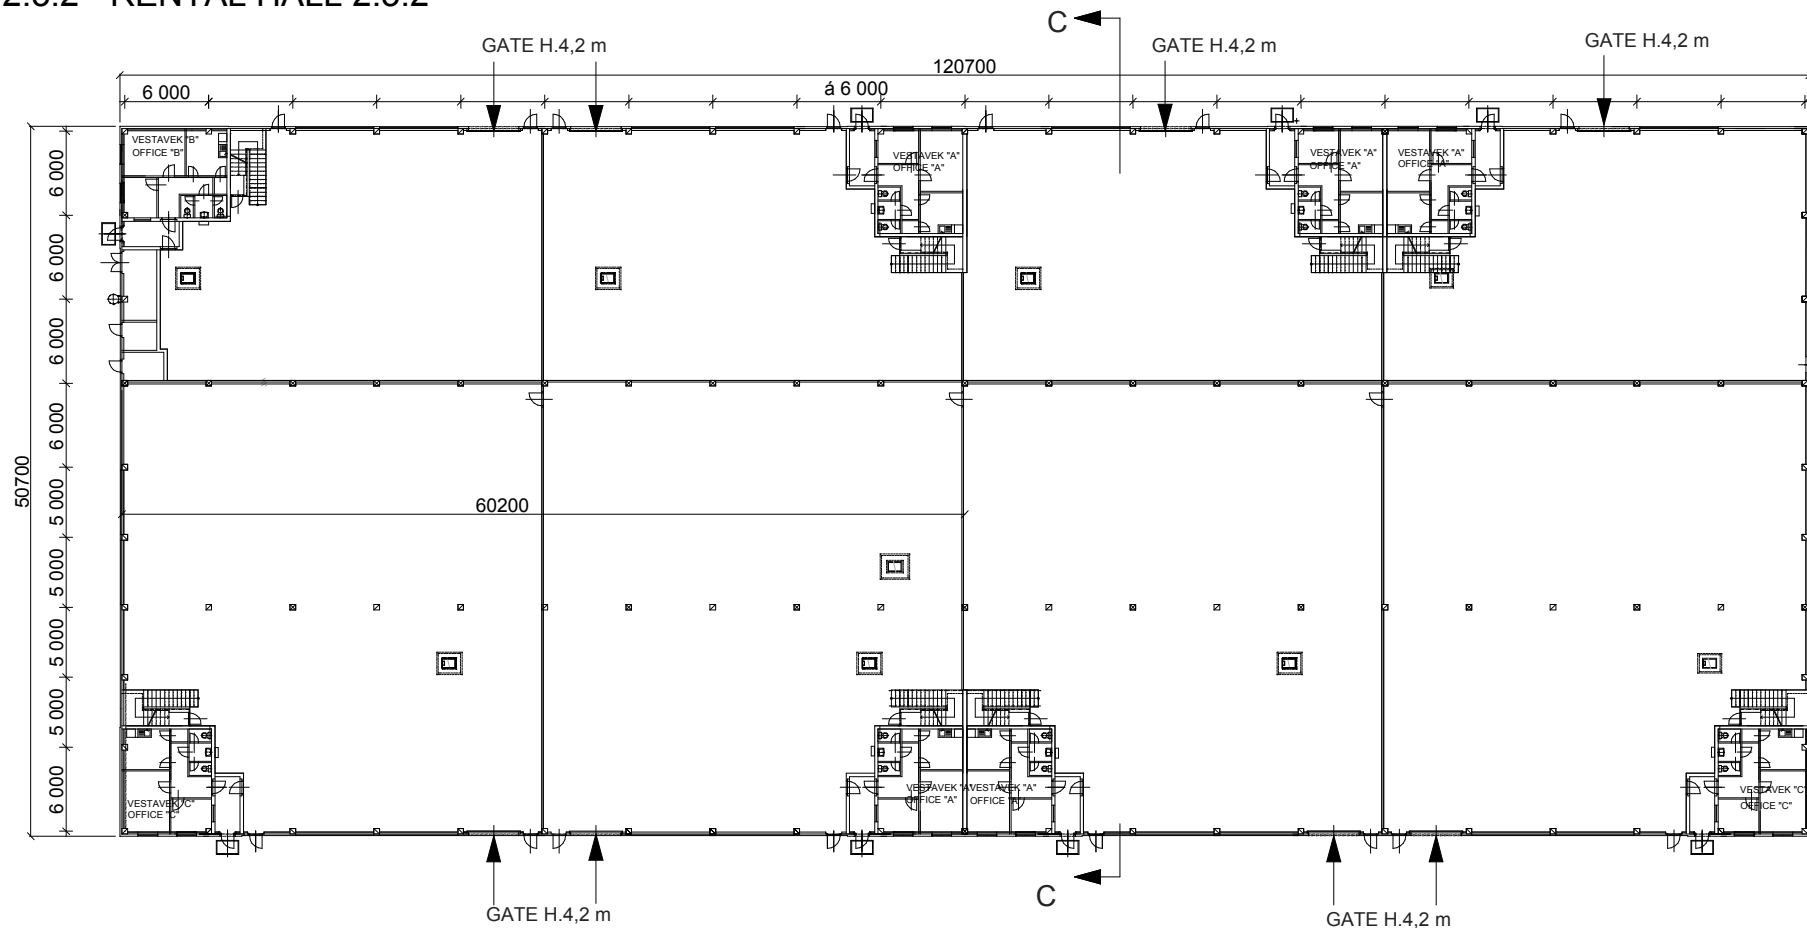 2.3.2 - RENTAL HALL 2.3.2
C
GATE H.4,2 m
GATE H.4,2 m
GATE H.4,2 m
120700
6 000
á 6 000
VESTAVEK "B"
OFFICE "B"
VESTAVEK "A"
OFFICE "A"
VESTAVEK "A"
OFFICE "A"
VESTAVEK "A"
OFFICE "A"
6 000
6 000
6 000
6 000
5 000
5 000
5 000
5 000
6 000
50700
60200
VESTAVEK "C"
OFFICE "C"
VESTAVEK "A"
OFFICE "A"
VESTAVEK "A"
OFFICE "A"
VESTAVEK "C"
OFFICE "C"
C
GATE H.4,2 m
GATE H.4,2 m